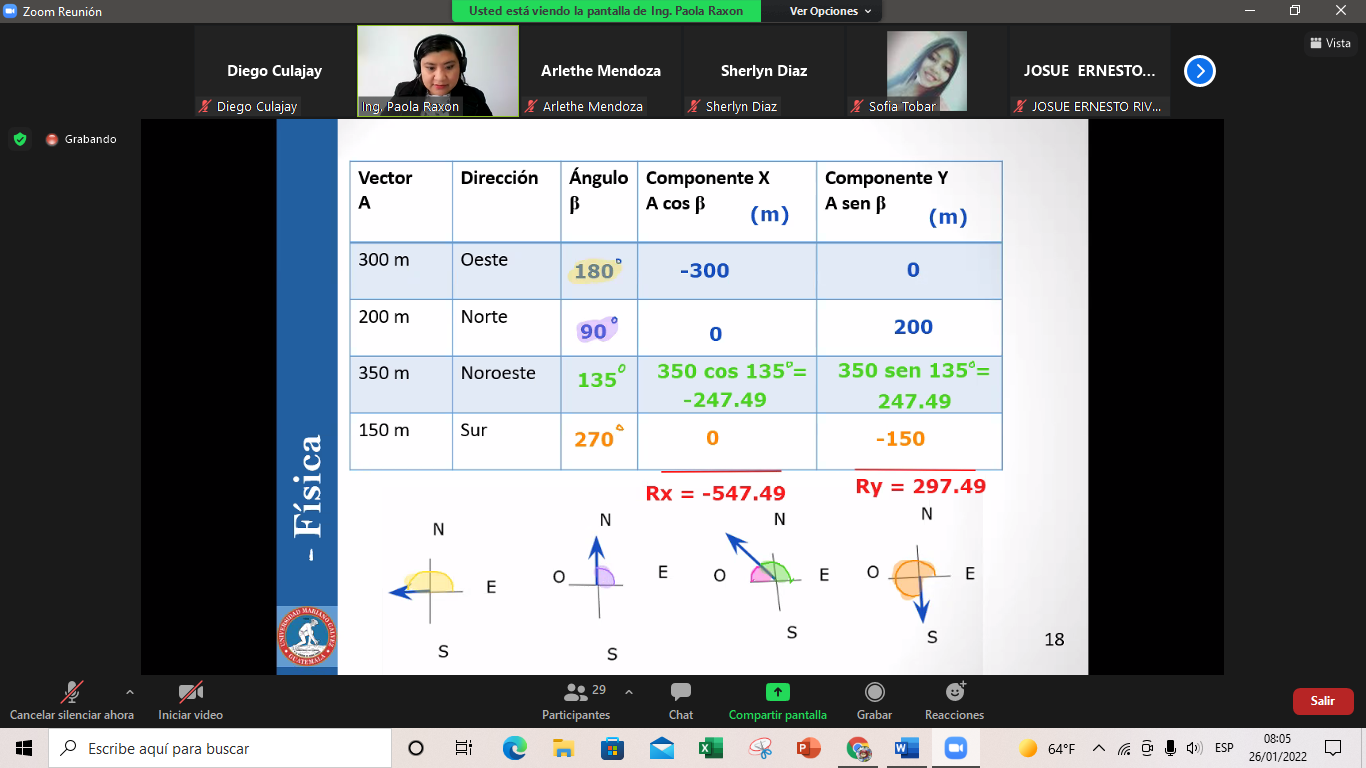 Zoom Reunión
Usted está viendo la pantalla de Ing. Paola Raxon
Ver Opciones
Vista
Diego Culajay
Arlethe Mendoza
Sherlyn Diaz
JOSUE ERNESTO...
Diego Culajay
Ing. Paola Raxon
Arlethe Mendoza
Sherlyn Diaz
Sofia Tobar
JOSUE ERNESTO RIV...
Grabando
Vector A
Dirección
Ángulo β
Componente X
A cos β (m)
Componente Y
A sen β (m)
300 m Oeste 180° -300 0
200 m Norte 90° 0 200
350 m Noroeste 135° 350 cos 135°= -247.49 350 sen 135°= 247.49
150 m Sur 270° 0 -150
Rx = -547.49
Ry = 297.49
N
E
S
N
O
E
S
N
O
E
S
N
O
E
S
- Física
UNIVERSIDAD MARIANO GALVEZ
GUATEMALA
18
Cancelar silenciar ahora
Iniciar video
29
Participantes
Chat
Compartir pantalla
Grabar
Reacciones
Salir
Escribe aquí para buscar
64°F
ESP
08:05
26/01/2022